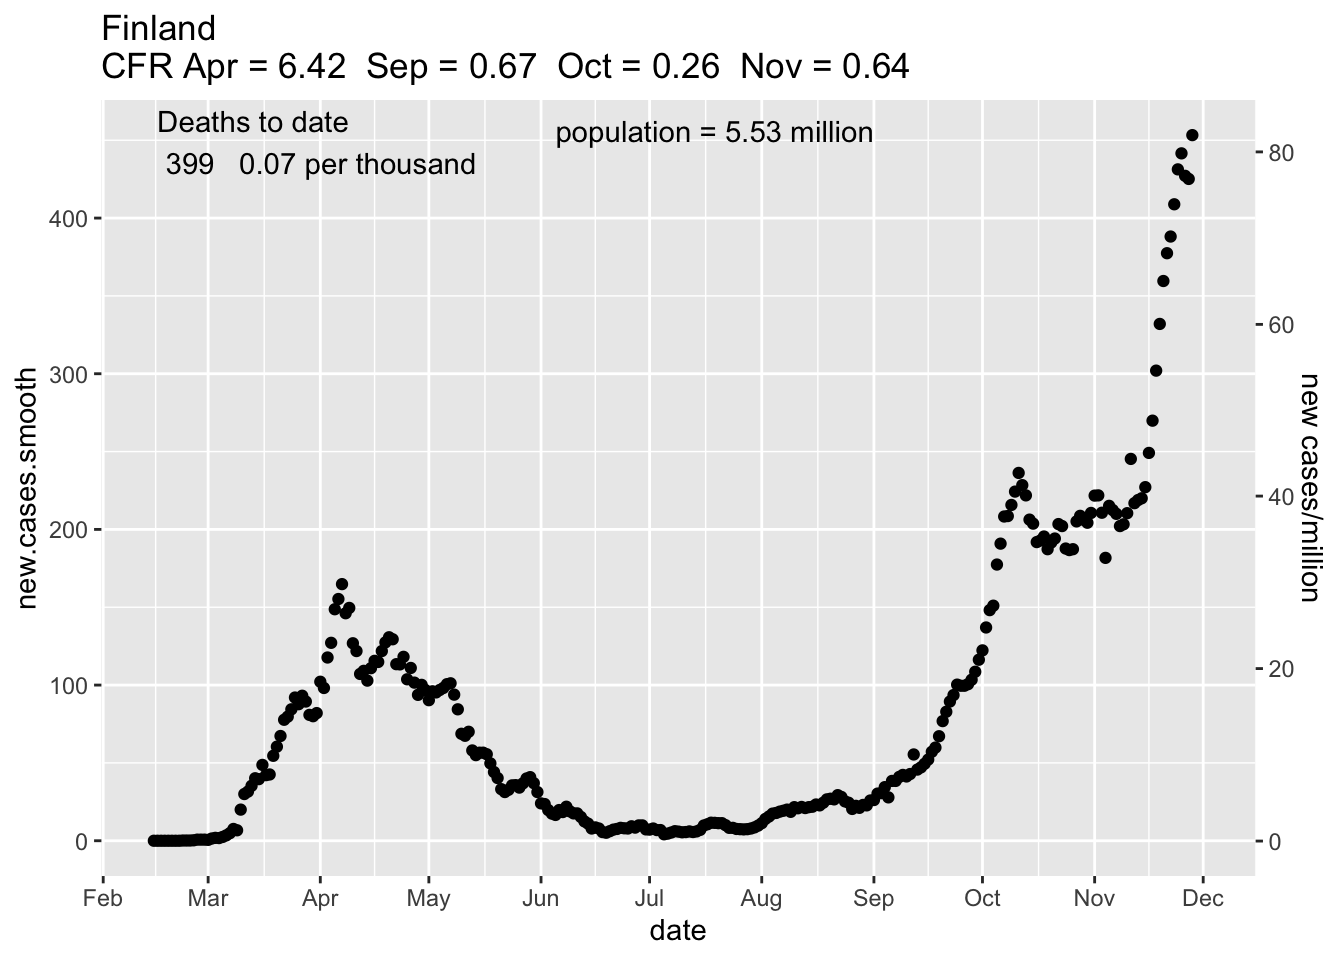 Finland
CFR Apr = 6.42  Sep = 0.67  Oct = 0.26  Nov = 0.64
Deaths to date
399   0.07 per thousand
population = 5.53 million
new.cases.smooth
400
300
200
100
0
80
60
40
20
0
new cases/million
Feb Mar Apr May Jun Jul Aug Sep Oct Nov Dec
date